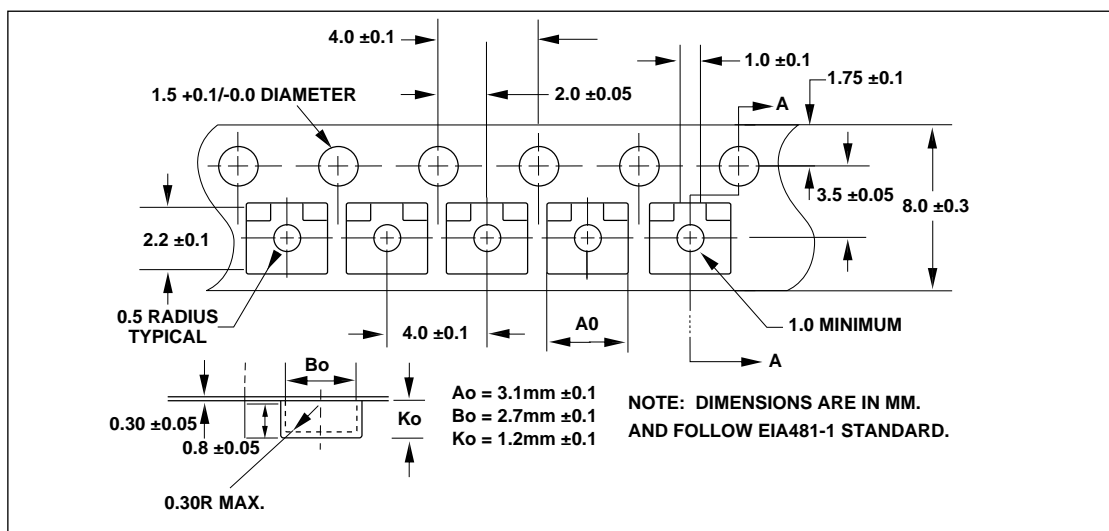 4.0 ±0.1
1.0 ±0.1
1.75 ±0.1
1.5 +0.1/-0.0 DIAMETER
2.0 ±0.05
A
3.5 ±0.05
8.0 ±0.3
2.2 ±0.1
0.5 RADIUS
TYPICAL
4.0 ±0.1
A0
1.0 MINIMUM
A
Bo
Ko
0.30 ±0.05
0.8 ±0.05
0.30R MAX.
Ao = 3.1mm ±0.1
Bo = 2.7mm ±0.1
Ko = 1.2mm ±0.1
NOTE: DIMENSIONS ARE IN MM.
AND FOLLOW EIA481-1 STANDARD.